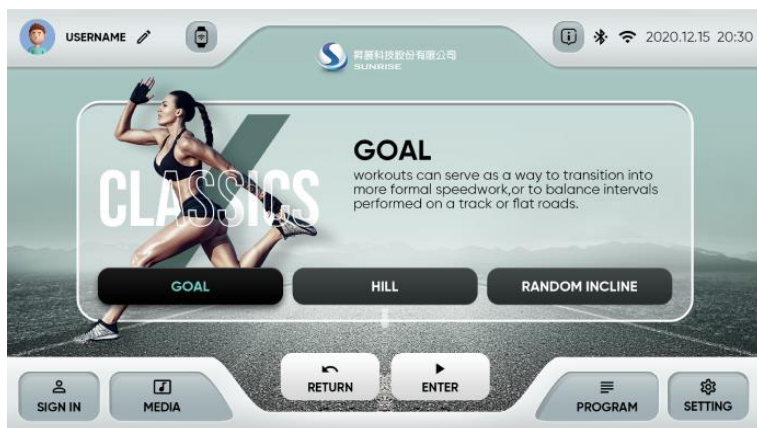 USERNAME
2020.12.15 20:30
昇麗科技股份有限公司
SUNRISE
CLASSICS
GOAL
workouts can serve as a way to transition into
more formal speedwork,or to balance intervals
performed on a track or flat roads.
GOAL
HILL
RANDOM INCLINE
RETURN
ENTER
SIGN IN
MEDIA
PROGRAM
SETTING